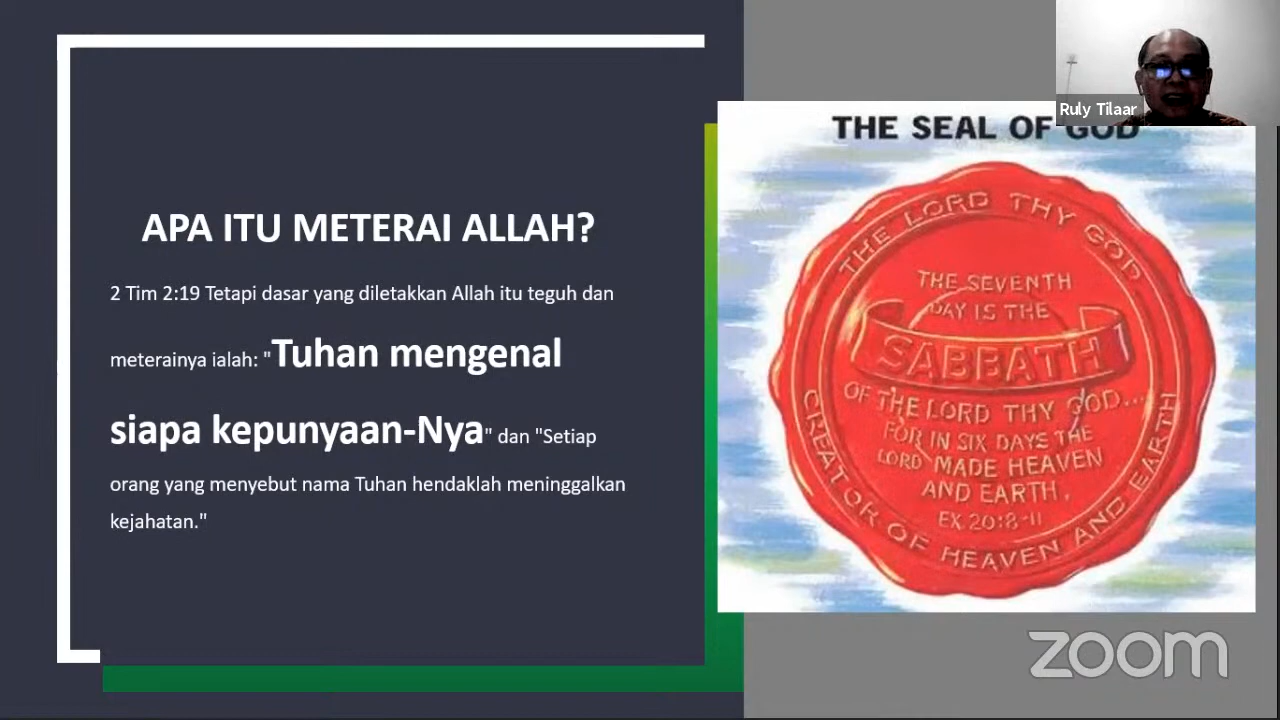 APA ITU METERAI ALLAH?
2 Tim 2:19 Tetapi dasar yang diletakkan Allah itu teguh dan
meterainya ialah: "Tuhan mengenal
siapa kepunyaan-Nya" dan "Setiap
orang yang menyebut nama Tuhan hendaklah meninggalkan
kejahatan."
Ruly Tilaar
THE SEAL OF GOD
THE LORD THY GOD
THE SEVENTH
DAY IS THE
SABBATH
OF THE LORD THY GOD...
FOR IN SIX DAYS THE
LORD MADE HEAVEN
AND EARTH.
EX. 20:8-11
CREATOR OF HEAVEN AND EARTH
zoom